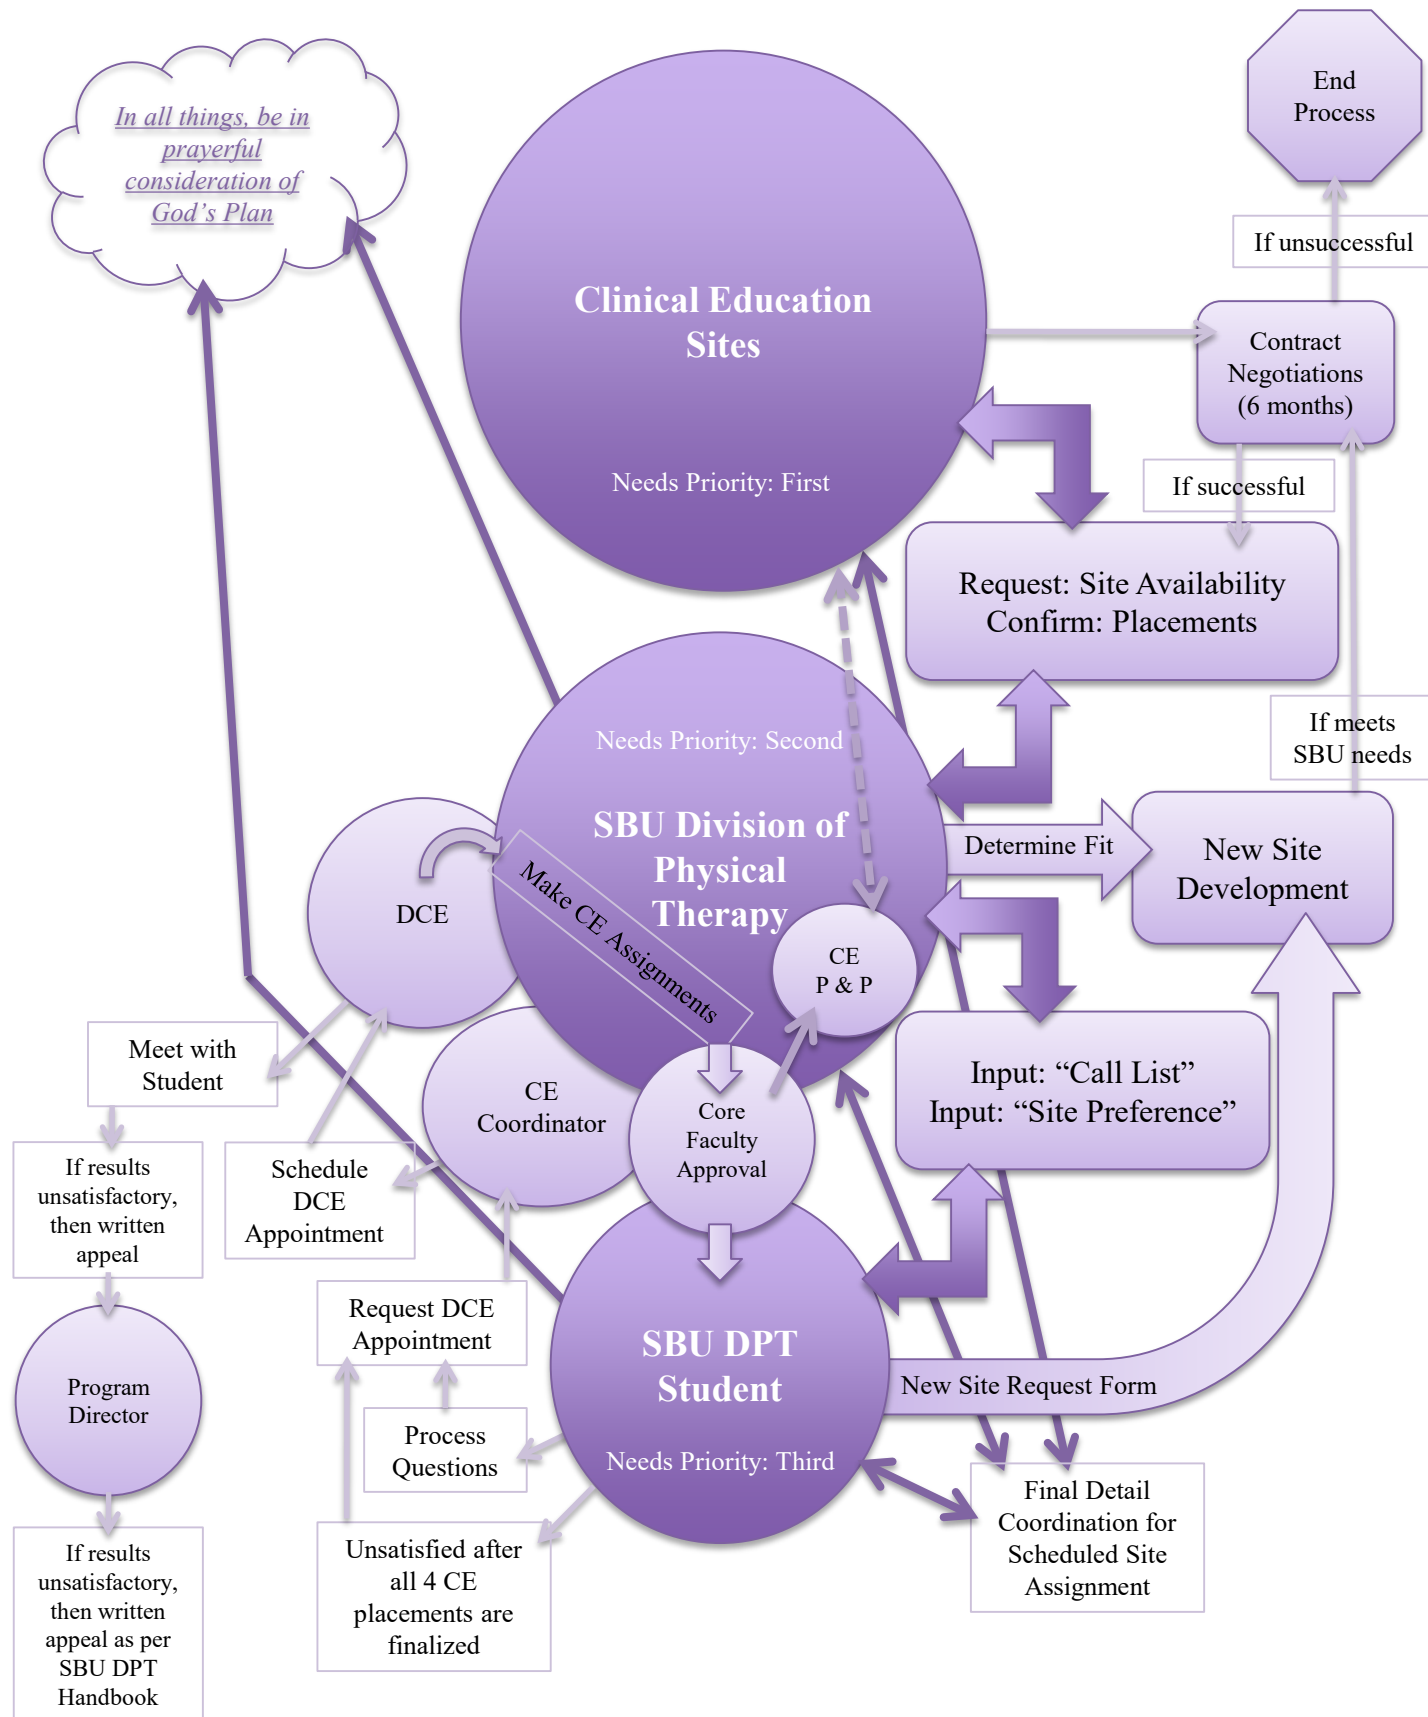 In all things, be in
prayerful
consideration of
God’s Plan
End
Process
If unsuccessful
Clinical Education
Sites
Needs Priority: First
Contract
Negotiations
(6 months)
If successful
Request: Site Availability
Confirm: Placements
If meets
SBU needs
Needs Priority: Second
SBU Division of
Physical
Therapy
Determine Fit
New Site
Development
DCE
Make CE Assignments
CE
P & P
Meet with
Student
CE
Coordinator
Core
Faculty
Approval
Input: “Call List”
Input: “Site Preference”
If results
unsatisfactory,
then written
appeal
Schedule
DCE
Appointment
Request DCE
Appointment
SBU DPT
Student
Needs Priority: Third
New Site Request Form
Program
Director
Process
Questions
Final Detail
Coordination for
Scheduled Site
Assignment
If results
unsatisfactory,
then written
appeal as per
SBU DPT
Handbook
Unsatisfied after
all 4 CE
placements are
finalized